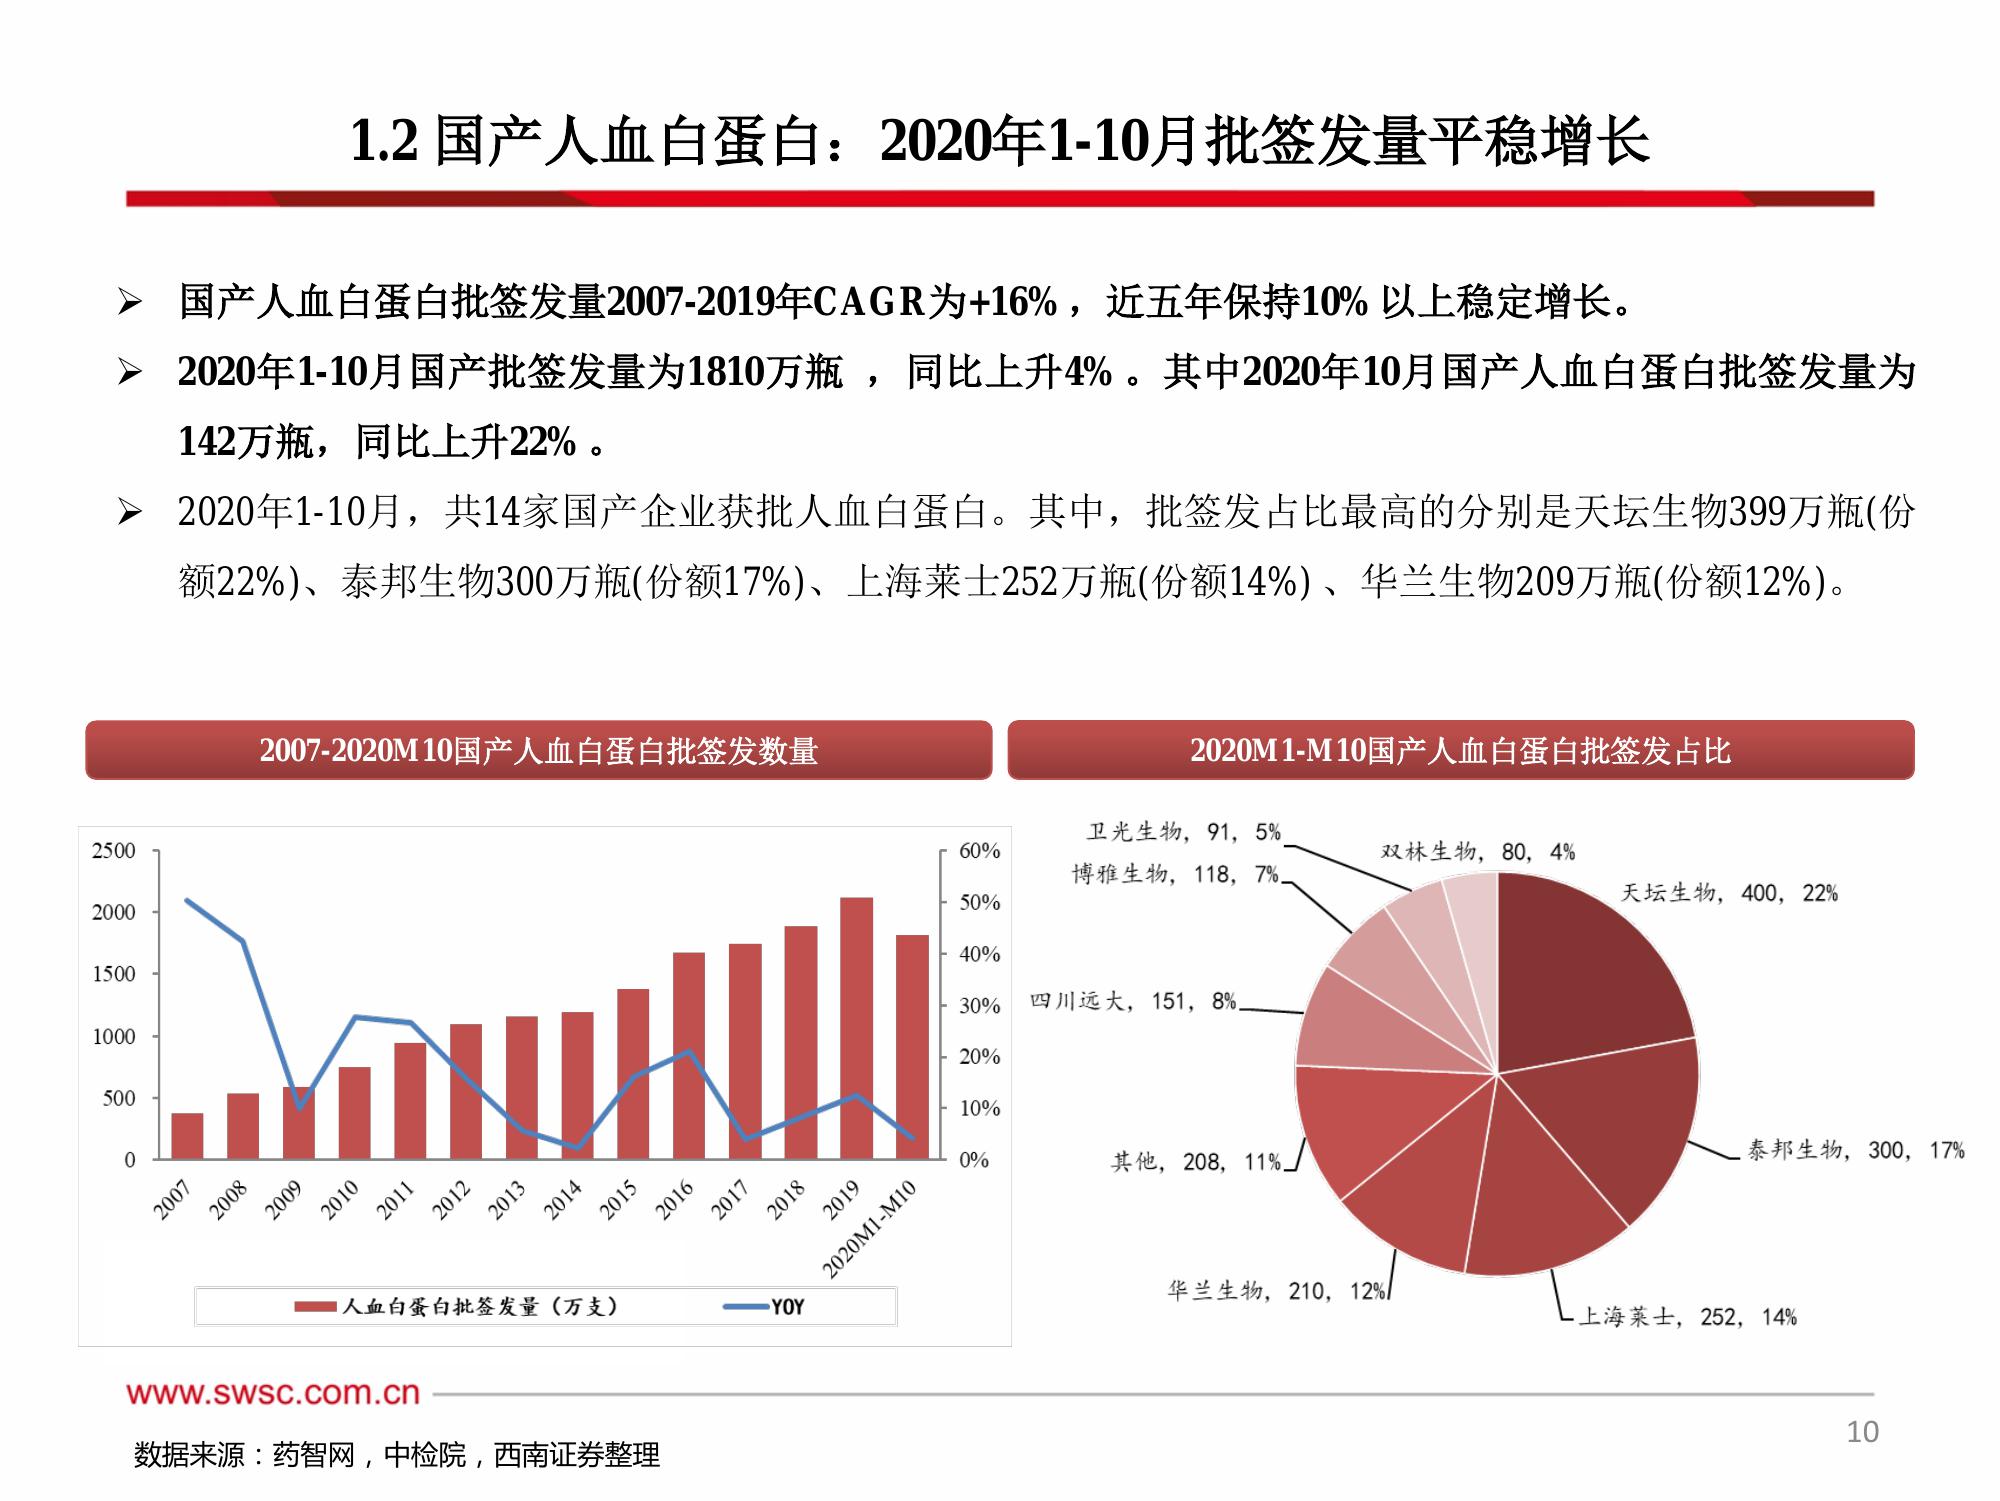 1.2 国产人血白蛋白：2020年1-10月批签发量平稳增长
➢ 国产人血白蛋白批签发量2007-2019年CAGR为+16%，近五年保持10%以上稳定增长。
➢ 2020年1-10月国产批签发量为1810万瓶 ，同比上升4%。其中2020年10月国产人血白蛋白批签发量为
142万瓶，同比上升22%。
➢ 2020年1-10月，共14家国产企业获批人血白蛋白。其中，批签发占比最高的分别是天坛生物399万瓶(份
额22%)、泰邦生物300万瓶(份额17%)、上海莱士252万瓶(份额14%) 、华兰生物209万瓶(份额12%)。
2007-2020M10国产人血白蛋白批签发数量
2500
2000
1500
1000
500
0
60%
50%
40%
30%
20%
10%
0%
2007
2008
2009
2010
2011
2012
2013
2014
2015
2016
2017
2018
2019
2020M1-M10
人血白蛋白批签发量（万支）
YOY
2020M1-M10国产人血白蛋白批签发占比
卫光生物, 91, 5%
双林生物, 80, 4%
博雅生物, 118, 7%
天坛生物, 400, 22%
四川远大, 151, 8%
其他, 208, 11%
泰邦生物, 300, 17%
华兰生物, 210, 12%
上海莱士, 252, 14%
www.swsc.com.cn
10
数据来源：药智网，中检院，西南证券整理